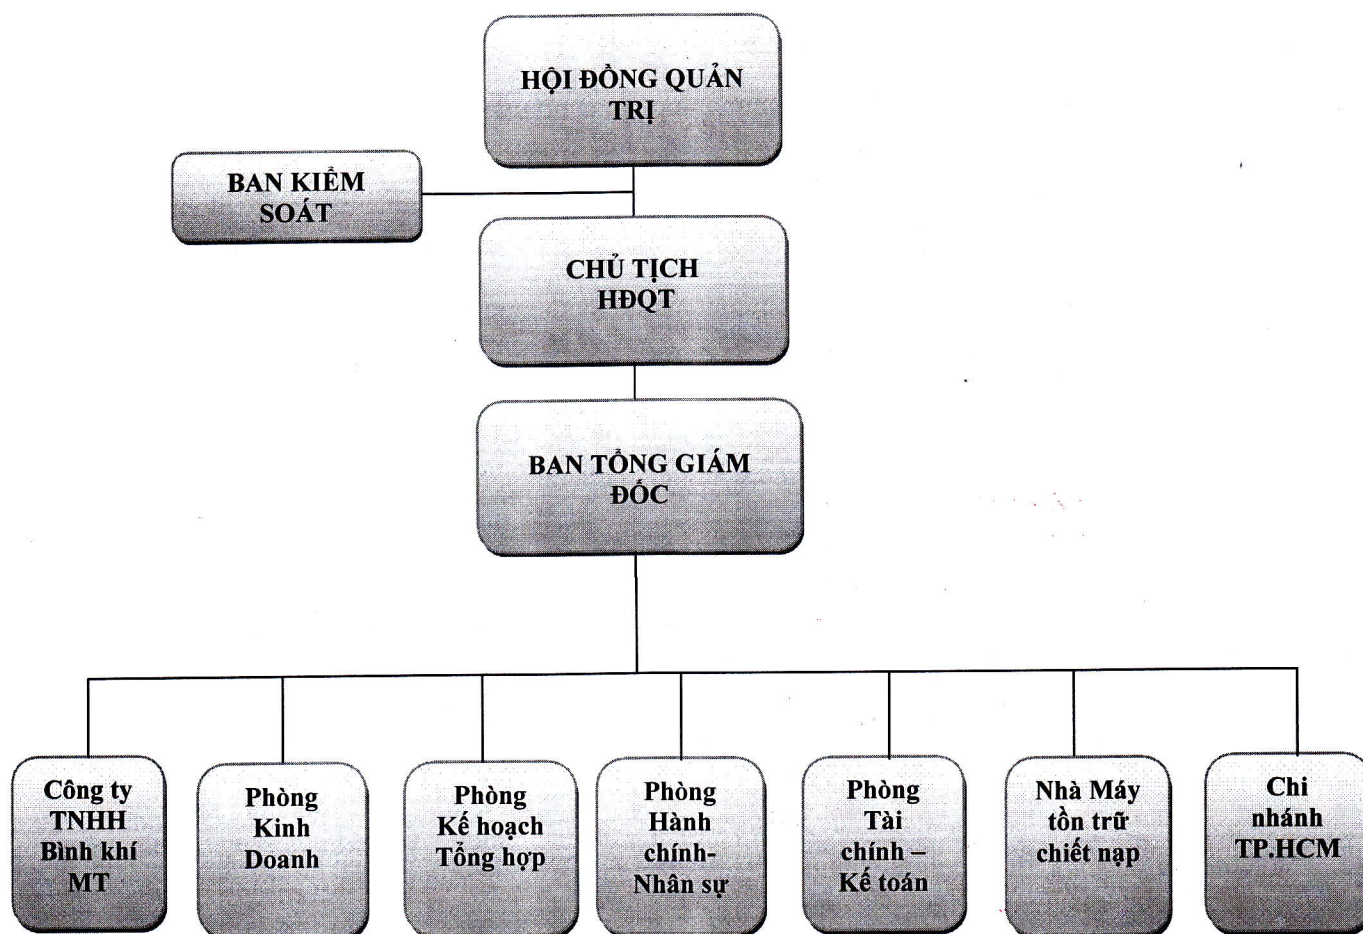 HỘI ĐỒNG QUẢN
TRỊ
BAN KIỂM
SOÁT
CHỦ TỊCH
HĐQT
BAN TỔNG GIÁM
ĐỐC
Công ty
TNHH
Bình khí
MT
Phòng
Kinh
Doanh
Phòng
Kế hoạch
Tổng hợp
Phòng
Hành
chính-
Nhân sự
Phòng
Tài
chính –
Kế toán
Nhà Máy
tồn trữ
chiết nạp
Chi
nhánh
TP.HCM